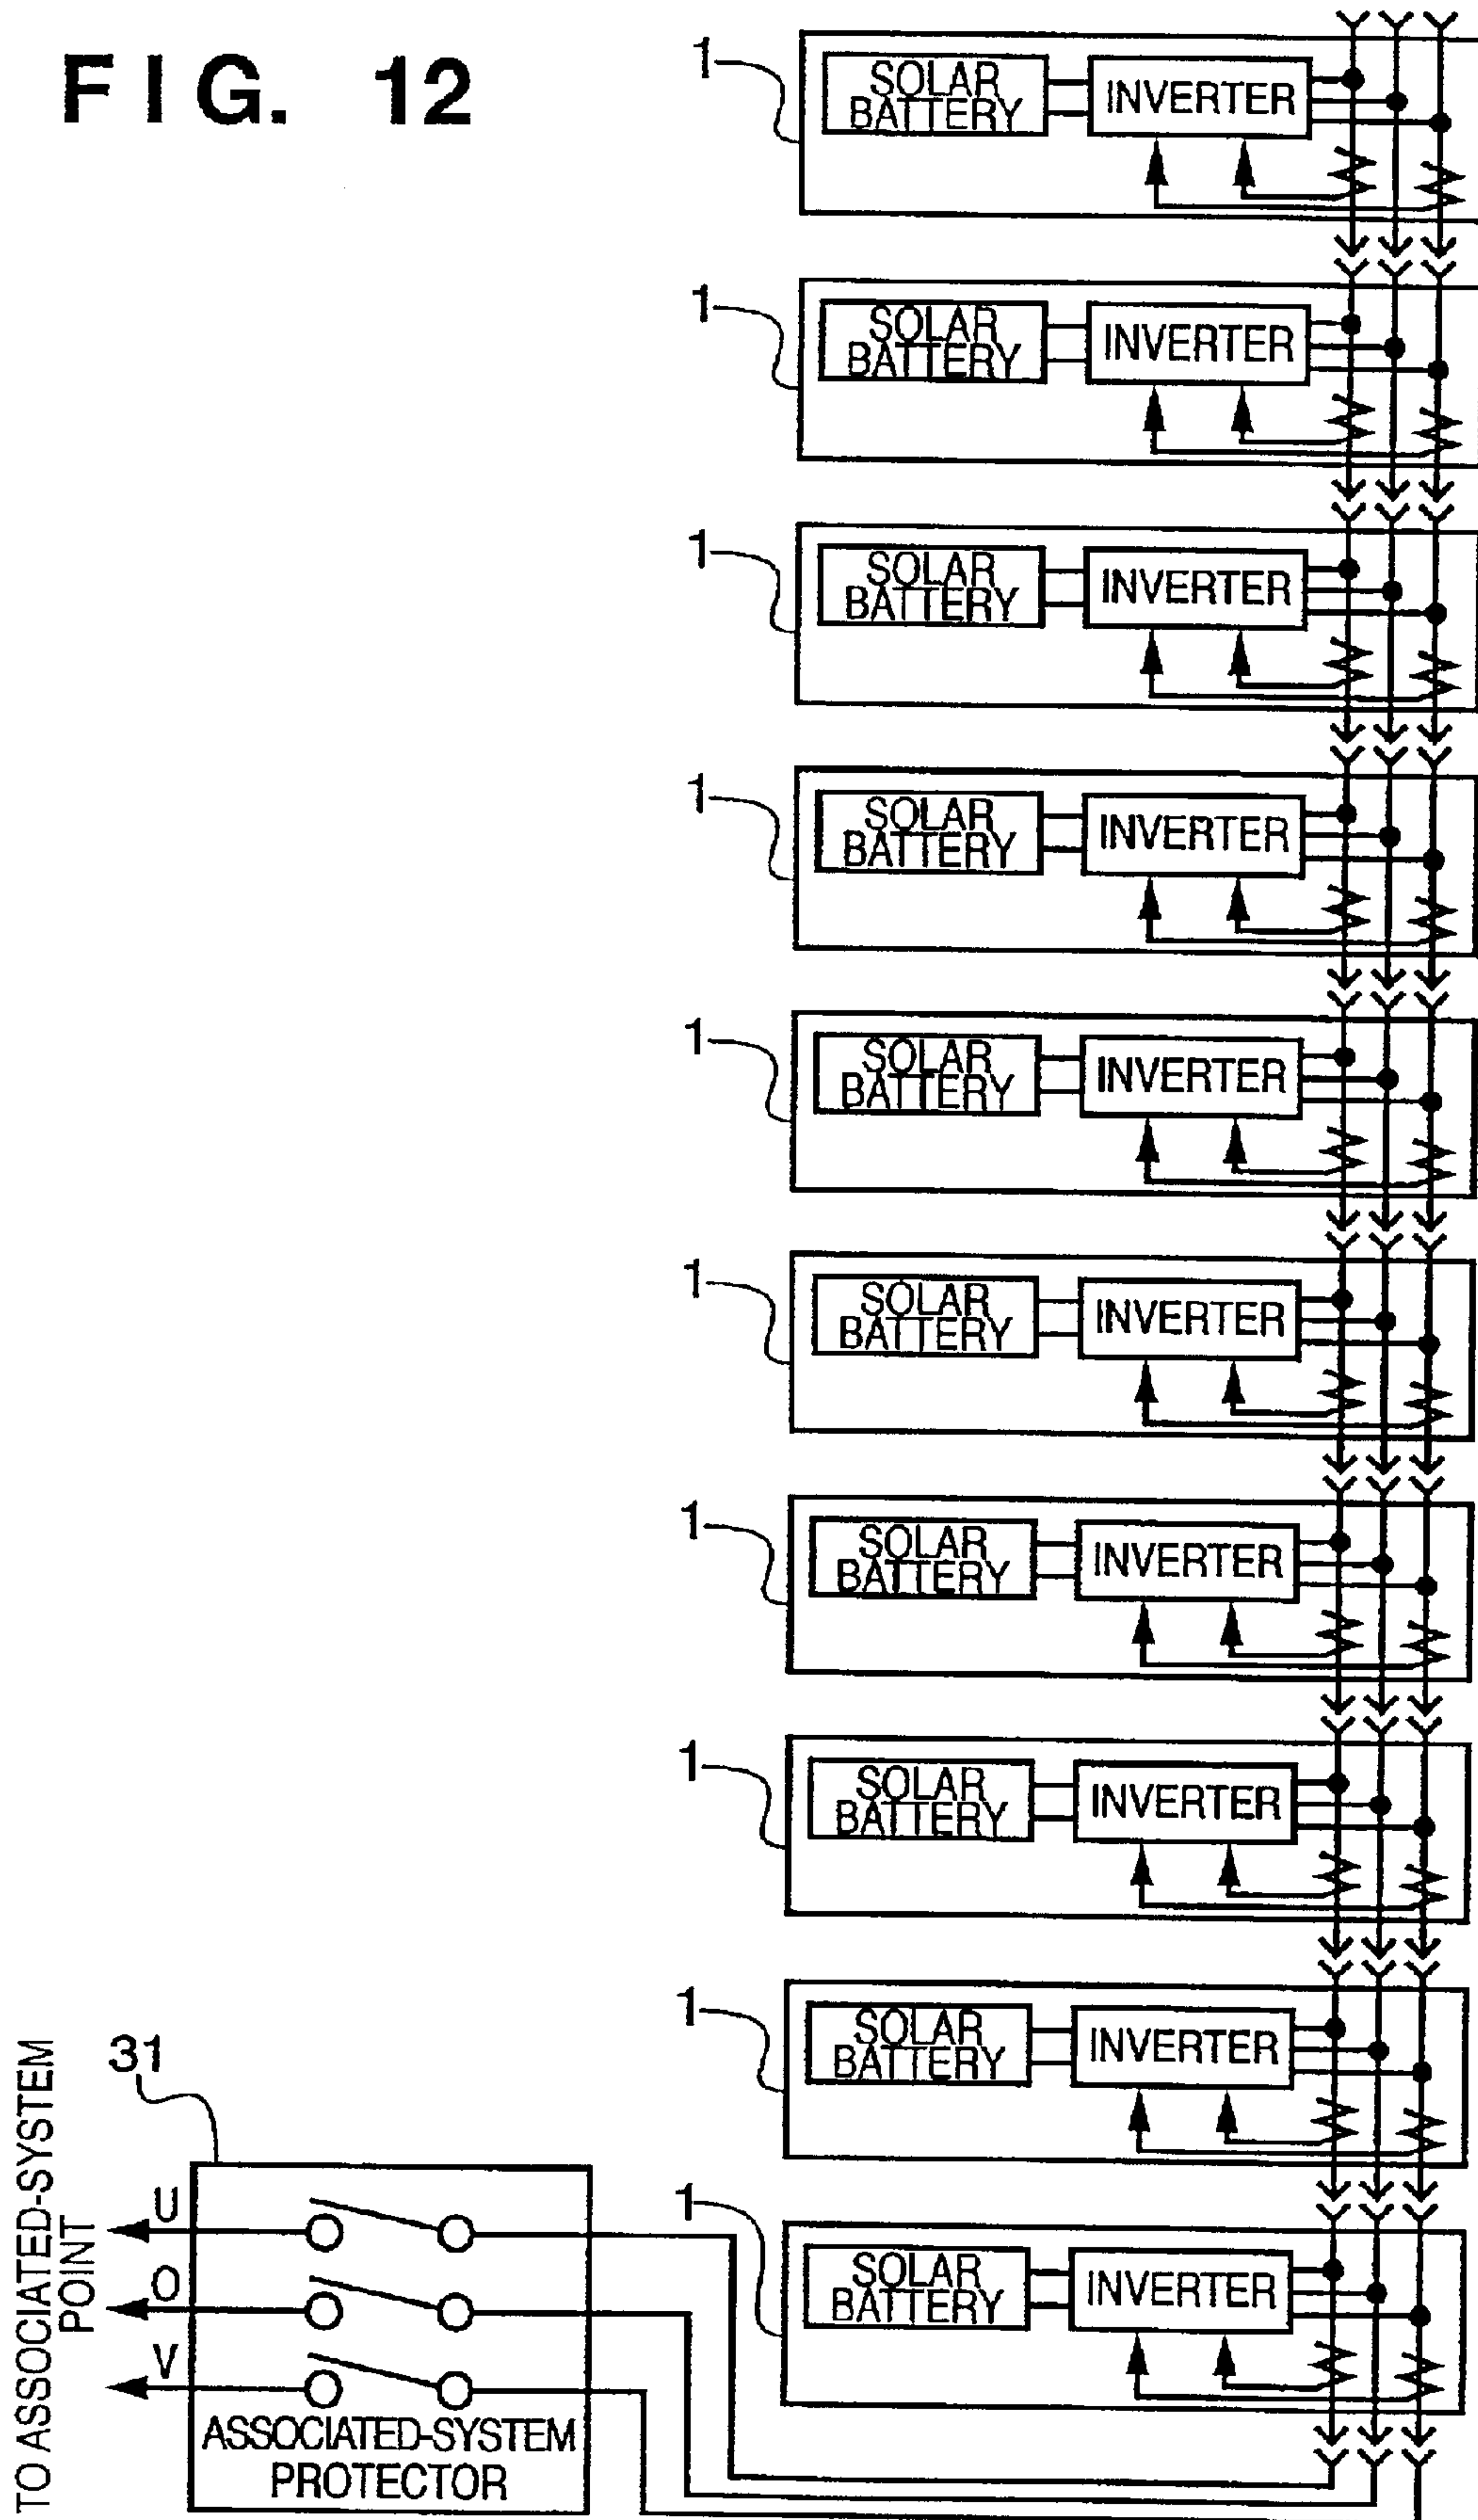 FIG. 12
1
SOLAR
BATTERY
INVERTER
1
SOLAR
BATTERY
INVERTER
1
SOLAR
BATTERY
INVERTER
1
SOLAR
BATTERY
INVERTER
1
SOLAR
BATTERY
INVERTER
1
SOLAR
BATTERY
INVERTER
1
SOLAR
BATTERY
INVERTER
1
SOLAR
BATTERY
INVERTER
1
SOLAR
BATTERY
INVERTER
1
SOLAR
BATTERY
INVERTER
TO ASSOCIATED-SYSTEM
POINT
31
U
O
V
ASSOCIATED-SYSTEM
PROTECTOR